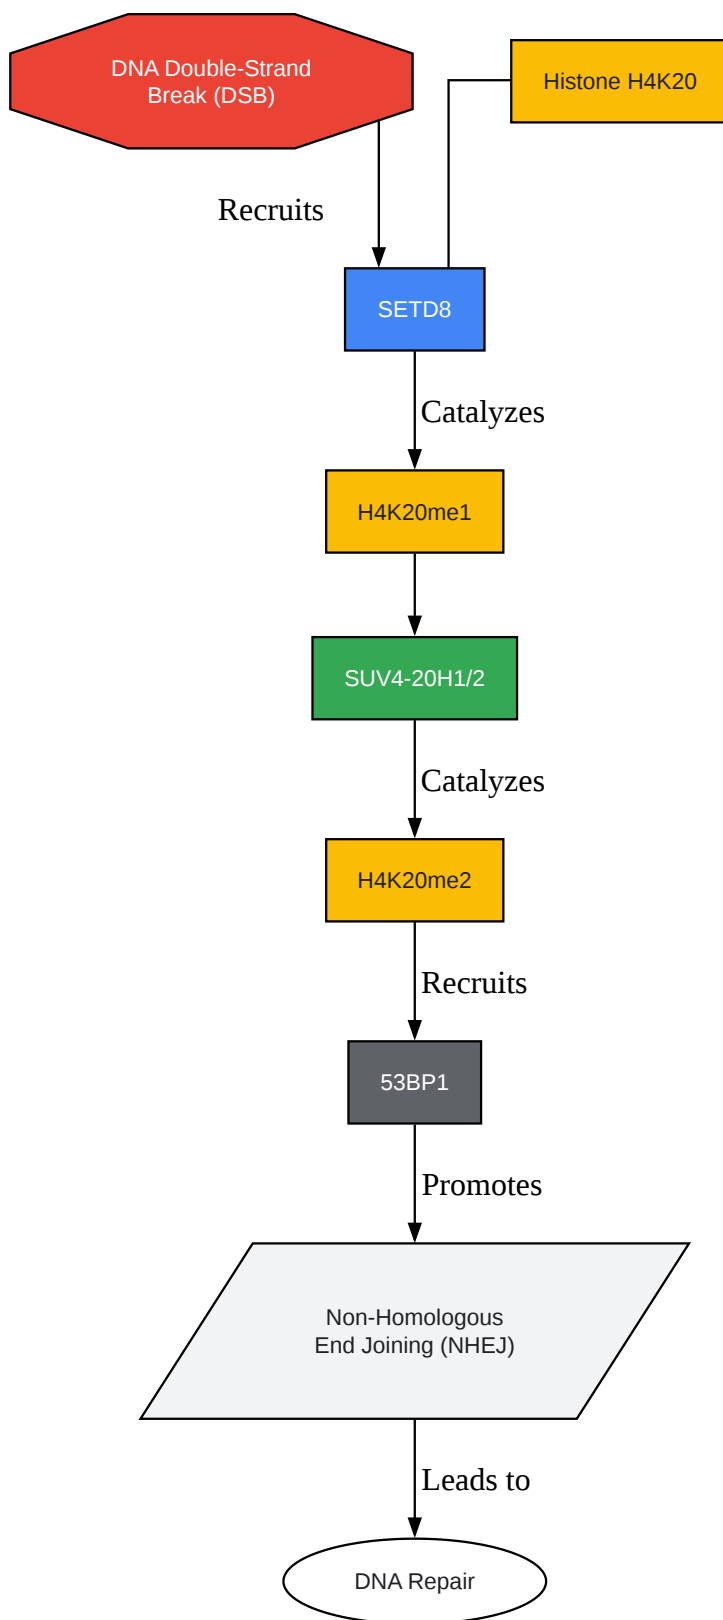 DNA Double-Strand
Break (DSB)
Histone H4K20
Recruits
SETD8
Catalyzes
H4K20me1
SUV4-20H1/2
Catalyzes
H4K20me2
Recruits
53BP1
Promotes
Non-Homologous
End Joining (NHEJ)
Leads to
DNA Repair